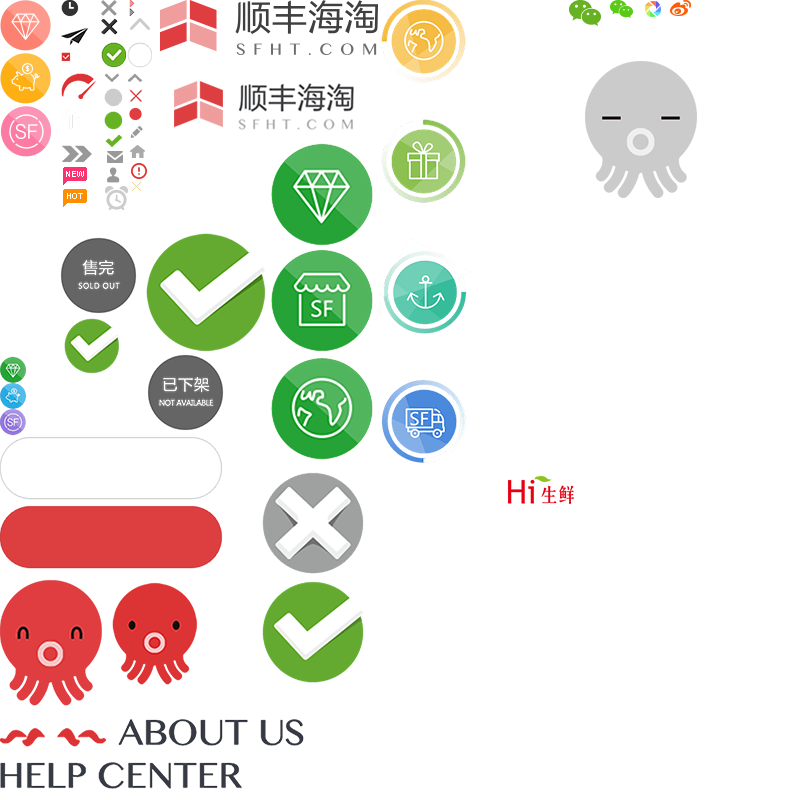 顺丰海淘
SFHT.COM
顺丰海淘
SFHT.COM
SF
NEW
HOT
售完
SOLD OUT
SF
已下架
NOT AVAILABLE
SF
SF
Hi生鲜
ABOUT US
HELP CENTER